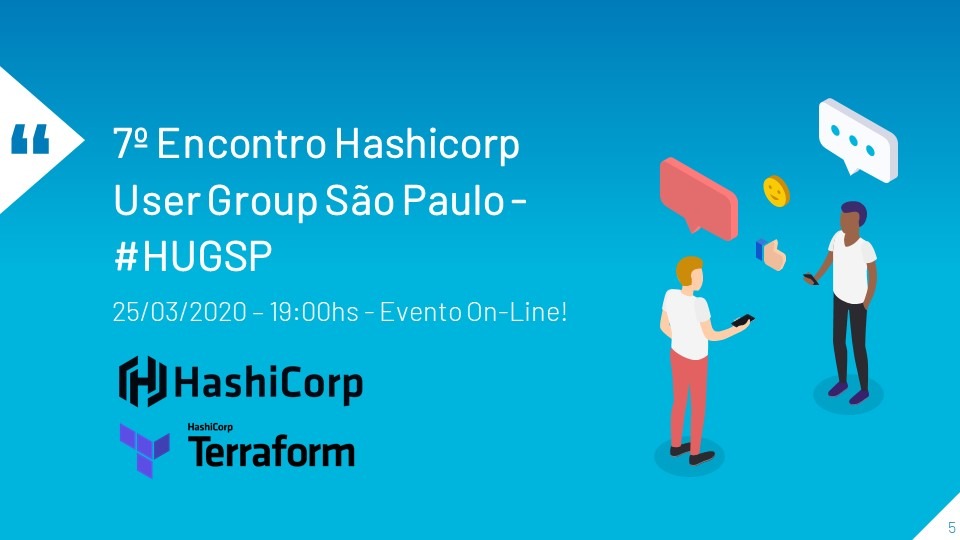 “
7º Encontro Hashicorp
User Group São Paulo -
#HUGSP
25/03/2020 – 19:00hs - Evento On-Line!
HashiCorp
HashiCorp
Terraform
5